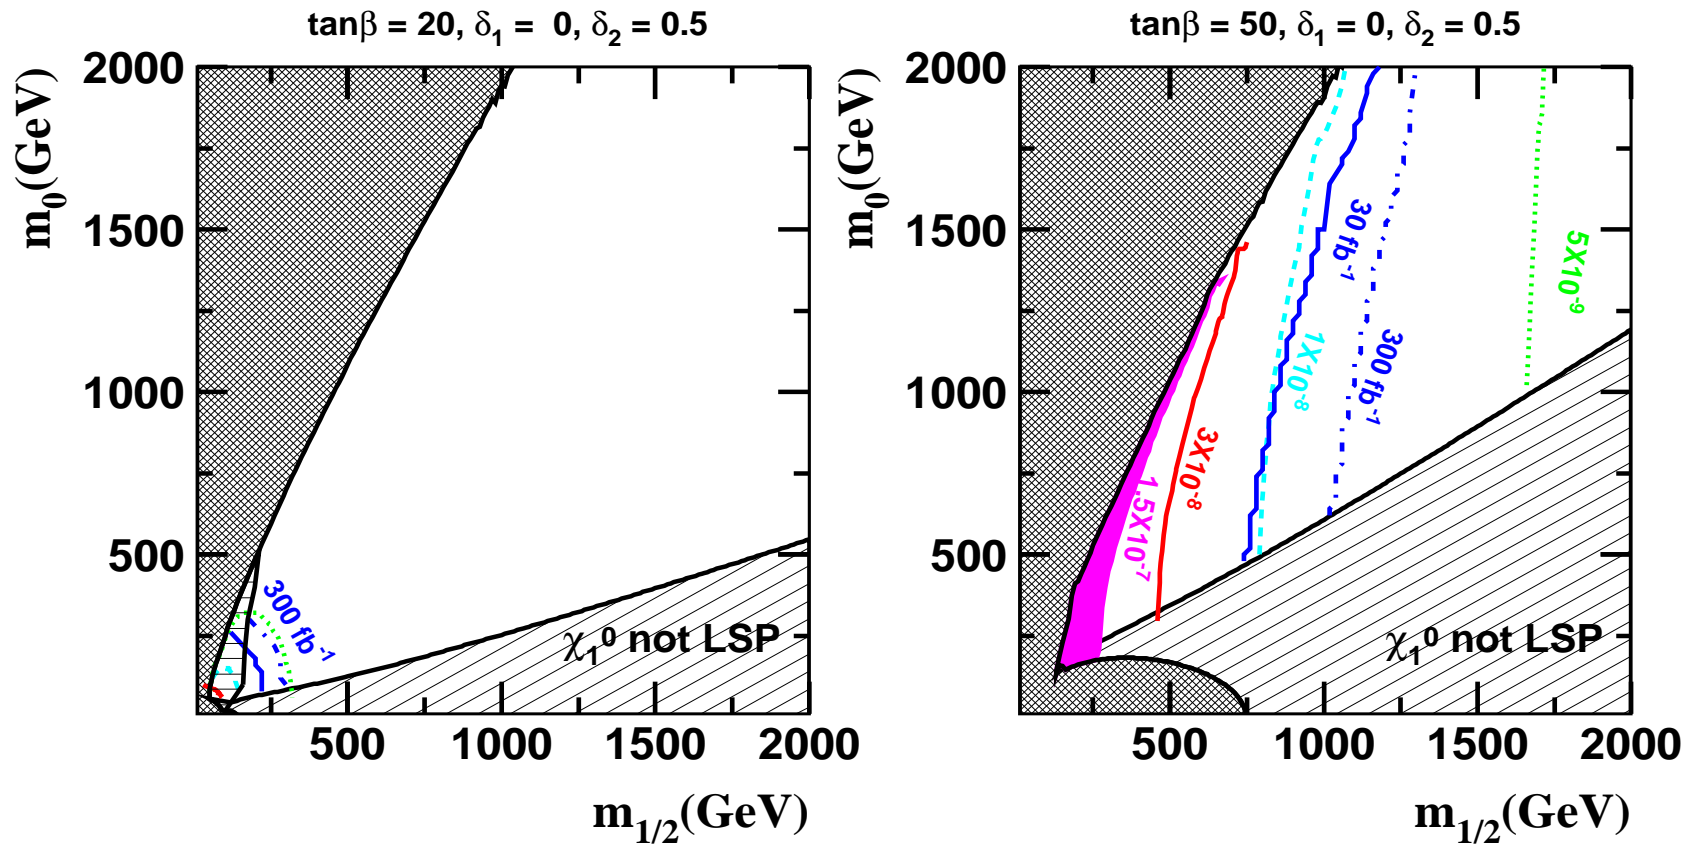 tanβ = 20, δ₁ = 0, δ₂ = 0.5
m₀(GeV)
2000
1500
1000
500
300 fb⁻¹
χ₁⁰ not LSP
500 1000 1500 2000
m₁/₂(GeV)
tanβ = 50, δ₁ = 0, δ₂ = 0.5
m₀(GeV)
2000
1500
1000
500
1.5X10⁻⁷
3X10⁻⁸
1X10⁻⁸
30 fb⁻¹
300 fb⁻¹
5X10⁻⁹
χ₁⁰ not LSP
500 1000 1500 2000
m₁/₂(GeV)